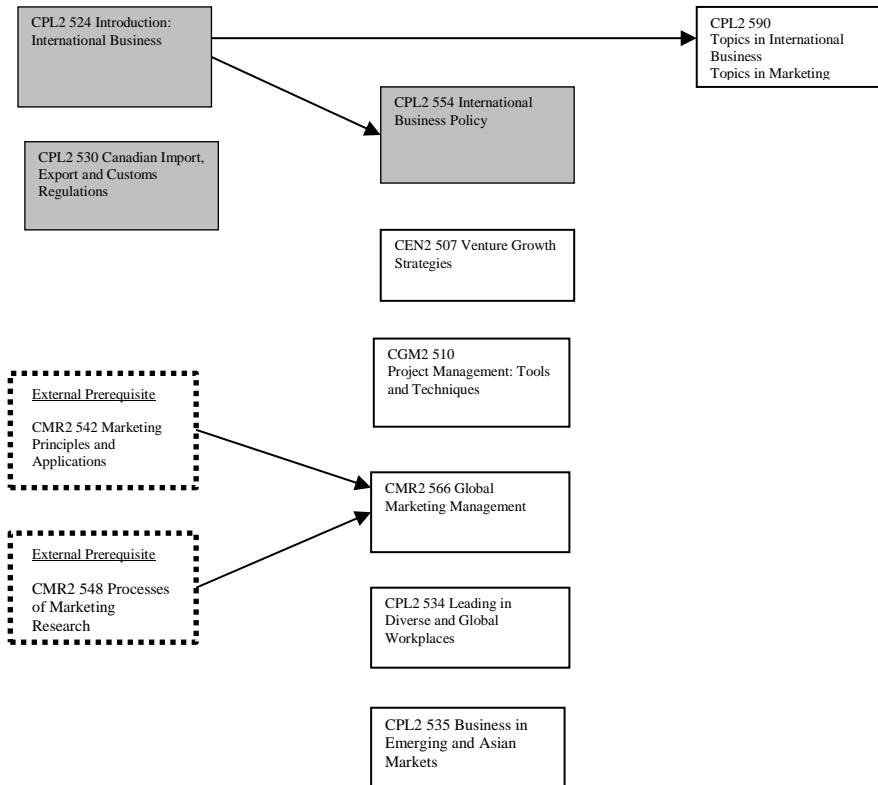 CPL2 524 Introduction:
International Business
CPL2 590
Topics in International
Business
Topics in Marketing
CPL2 554 International
Business Policy
CPL2 530 Canadian Import,
Export and Customs
Regulations
CEN2 507 Venture Growth
Strategies
CGM2 510
Project Management: Tools
and Techniques
External Prerequisite
CMR2 542 Marketing
Principles and
Applications
CMR2 566 Global
Marketing Management
External Prerequisite
CMR2 548 Processes
of Marketing
Research
CPL2 534 Leading in
Diverse and Global
Workplaces
CPL2 535 Business in
Emerging and Asian
Markets